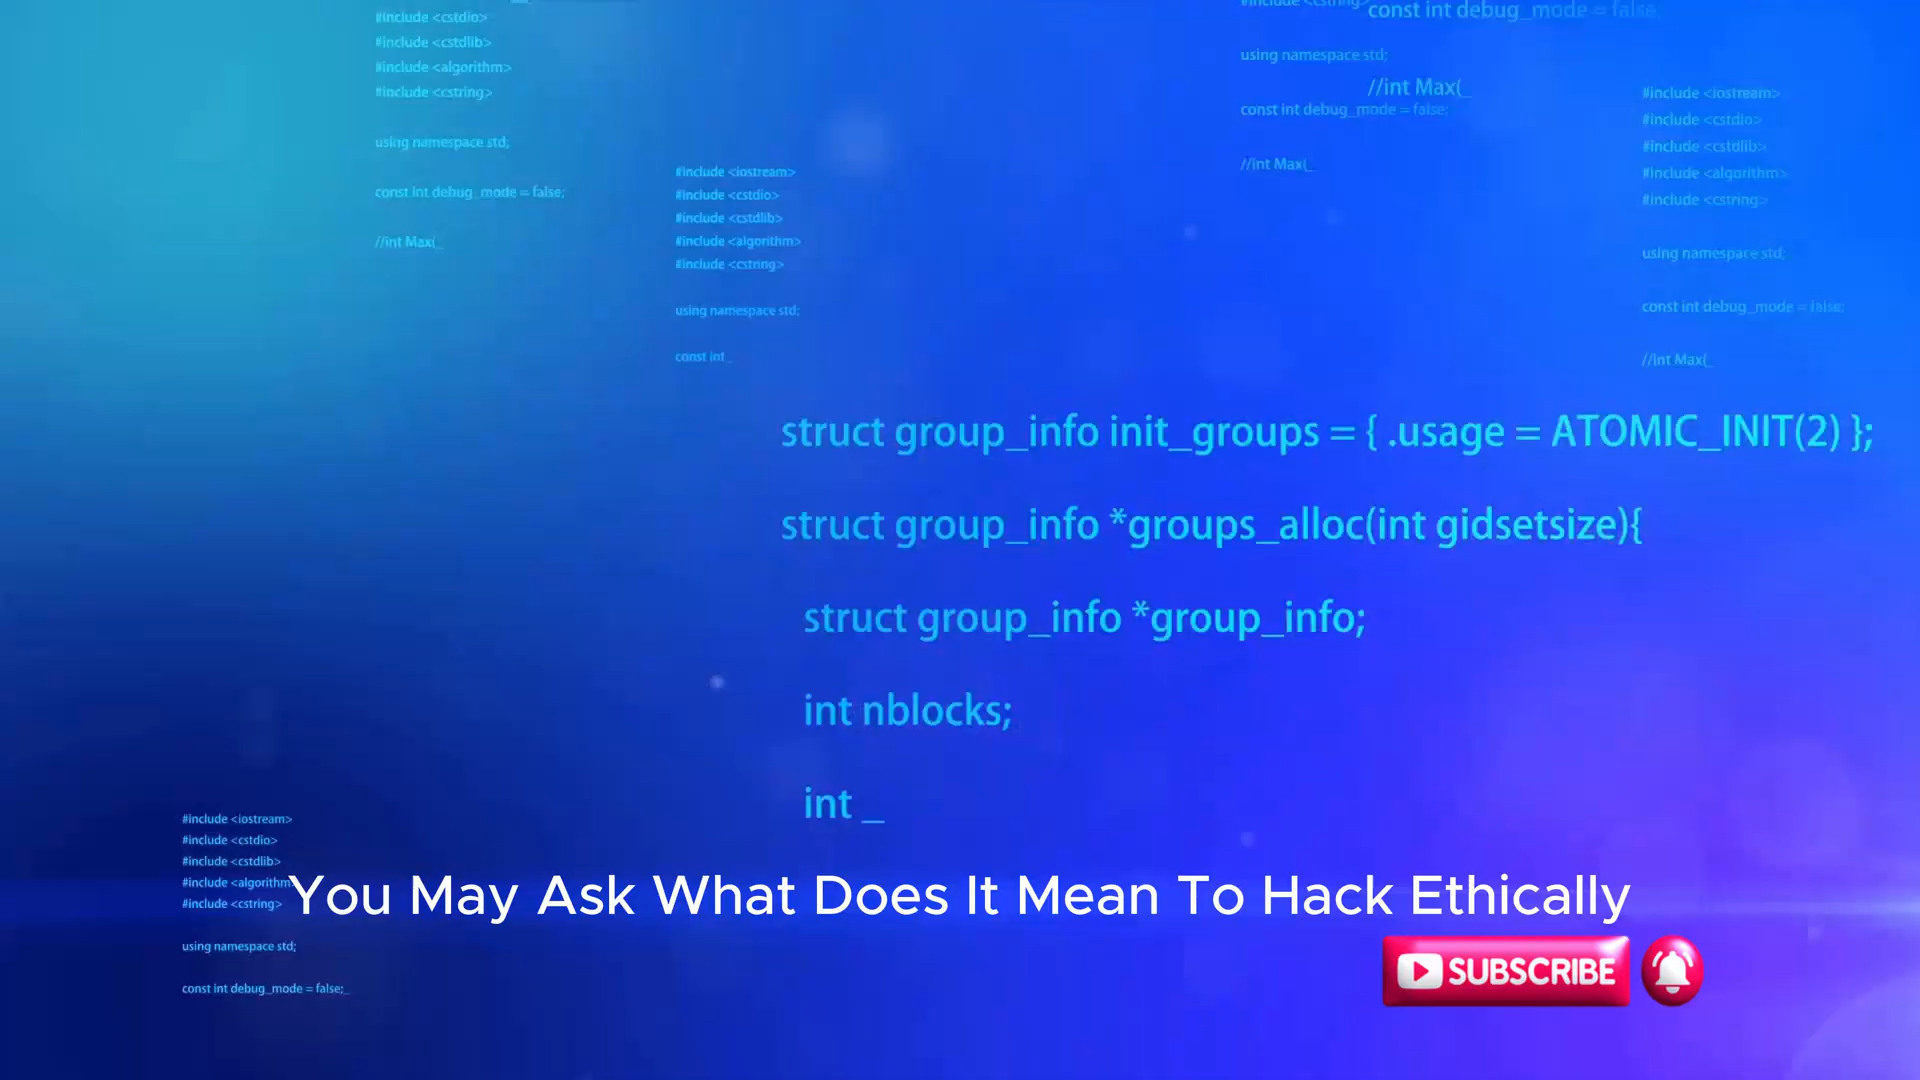 #include <cstdio>
#include <cstdlib>
#include <algorithm>
#include <cstring>
using namespace std;
const int debug_mode = false;
//int Max(_
#include <iostream>
#include <cstdio>
#include <cstdlib>
#include <algorithm>
#include <cstring>
using namespace std;
const int_
#include <cstring>
using namespace std;
const int debug_mode = false;
//int Max(_
const int debug_mode = false;
//int Max(_
#include <iostream>
#include <cstdio>
#include <cstdlib>
#include <algorithm>
#include <cstring>
using namespace std;
const int debug_mode = false;
//int Max(_
struct group_info init_groups = { .usage = ATOMIC_INIT(2) };
struct group_info *groups_alloc(int gidsetsize){
struct group_info *group_info;
int nblocks;
int _
#include <iostream>
#include <cstdio>
#include <cstdlib>
#include <algorithm
#include <cstring>
using namespace std;
const int debug_mode = false;_
You May Ask What Does It Mean To Hack Ethically
SUBSCRIBE